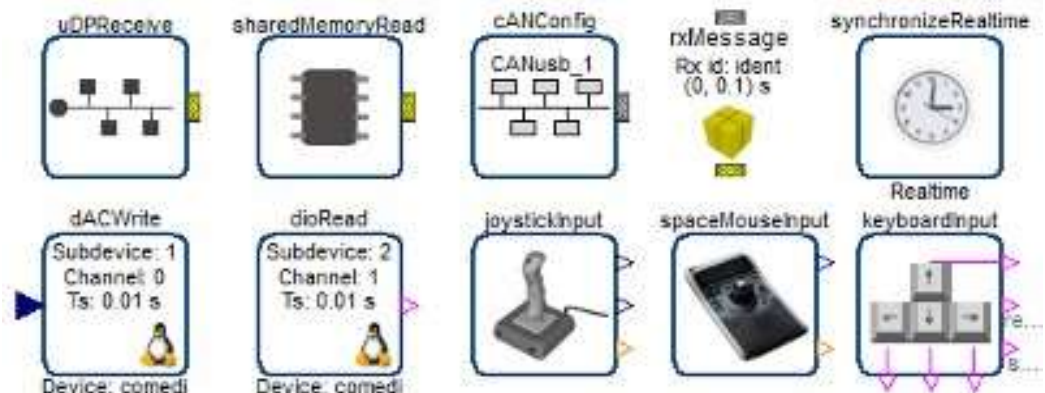 uDPReceive
sharedMemoryRead
cANConfig
CANusb_1
rxMessage
Rx id: ident
(0, 0.1) s
synchronizeRealtime
Realtime
dACWrite
Subdevice: 1
Channel: 0
Ts: 0.01 s
Device: comedi
dioRead
Subdevice: 2
Channel: 1
Ts: 0.01 s
Device: comedi
joystickInput
spaceMouseInput
keyboardInput
re...
s...